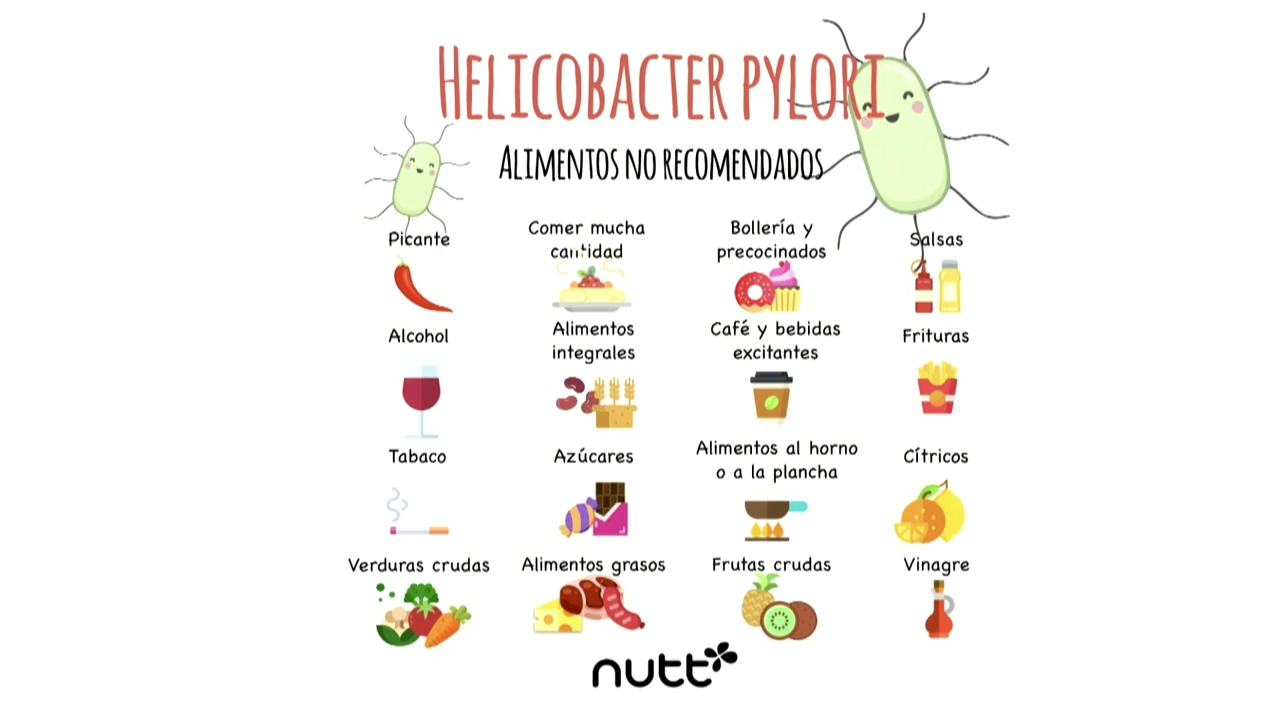 HELICOBACTER PYLORI
ALIMENTOS NO RECOMENDADOS
Picante
Comer mucha
cantidad
Bollería y
precocinados
Salsas
Alcohol
Alimentos
integrales
Café y bebidas
excitantes
Frituras
Tabaco
Azúcares
Alimentos al horno
o a la plancha
Cítricos
Verduras crudas
Alimentos grasos
Frutas crudas
Vinagre
nutt